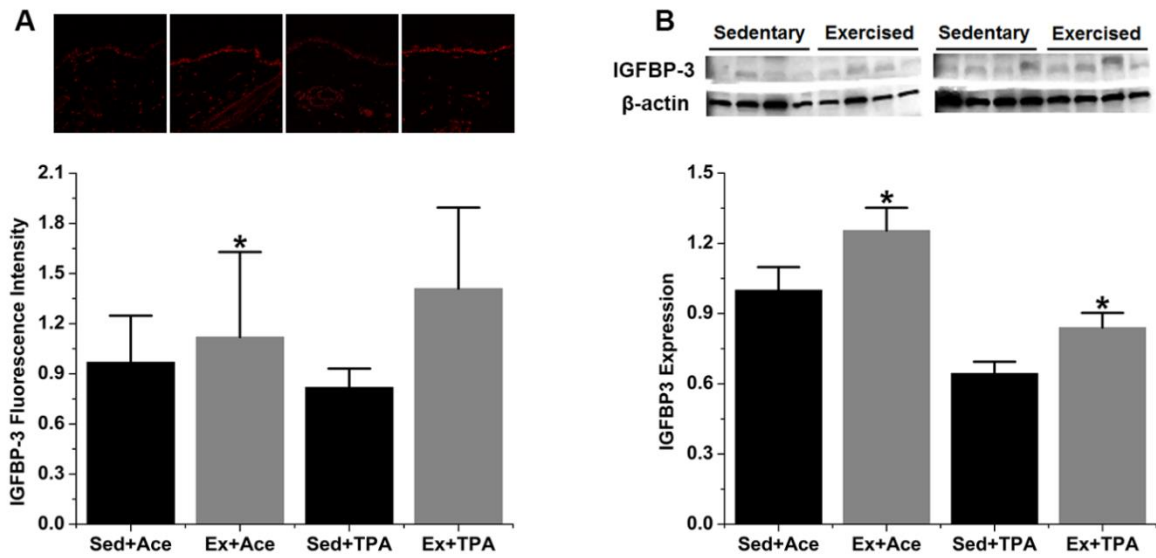 A
IGFBP-3 Fluorescence Intensity
2.1
1.8
1.5
1.2
0.9
0.6
0.3
0.0
*
Sed+Ace Ex+Ace Sed+TPA Ex+TPA
B
Sedentary Exercised Sedentary Exercised
IGFBP-3
β-actin
IGFBP3 Expression
1.5
1.2
0.9
0.6
0.3
0.0
*
*
Sed+Ace Ex+Ace Sed+TPA Ex+TPA